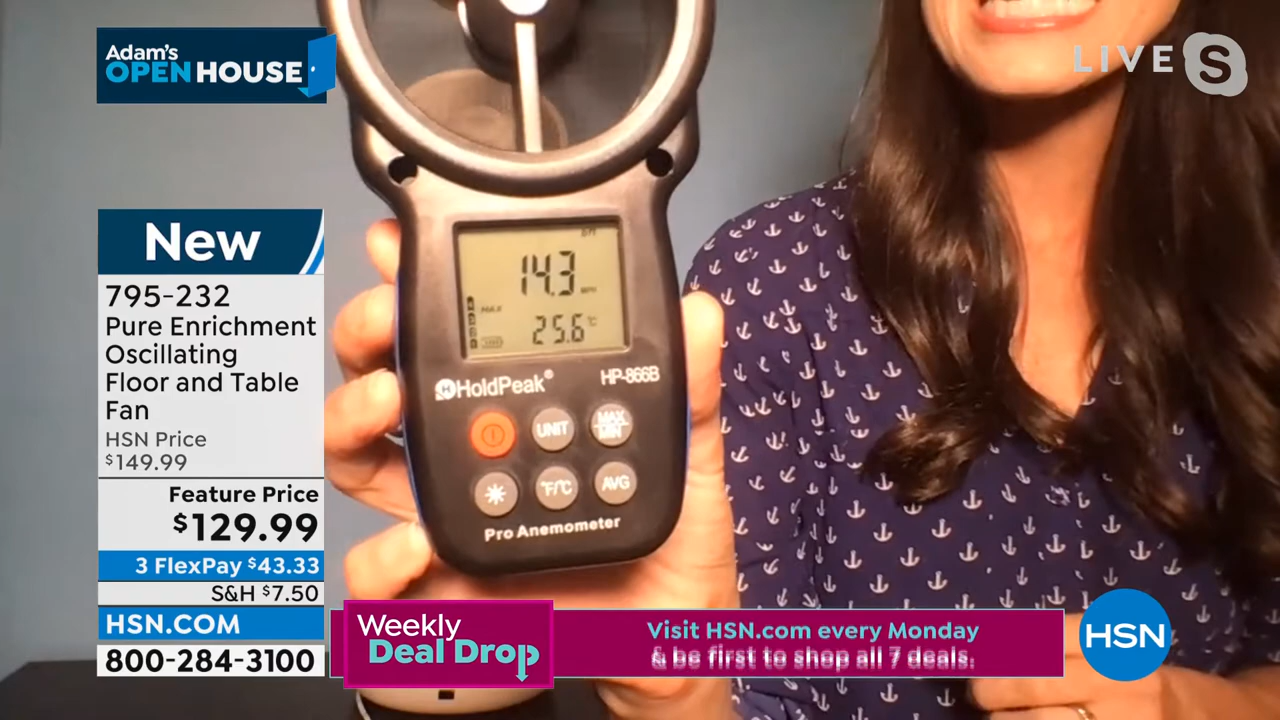 Adam's
OPEN HOUSE
LIVE S
New
795-232
Pure Enrichment
Oscillating
Floor and Table
Fan
HSN Price
$149.99
Feature Price
$129.99
3 FlexPay $43.33
S&H $7.50
HSN.COM
800-284-3100
14.3
MAX
25.6 °C
HoldPeak®
HP-866B
UNIT
MAX
MIN
°F/°C
AVG
Pro Anemometer
Weekly
Deal Drop
Visit HSN.com every Monday
& be first to shop all 7 deals.
HSN